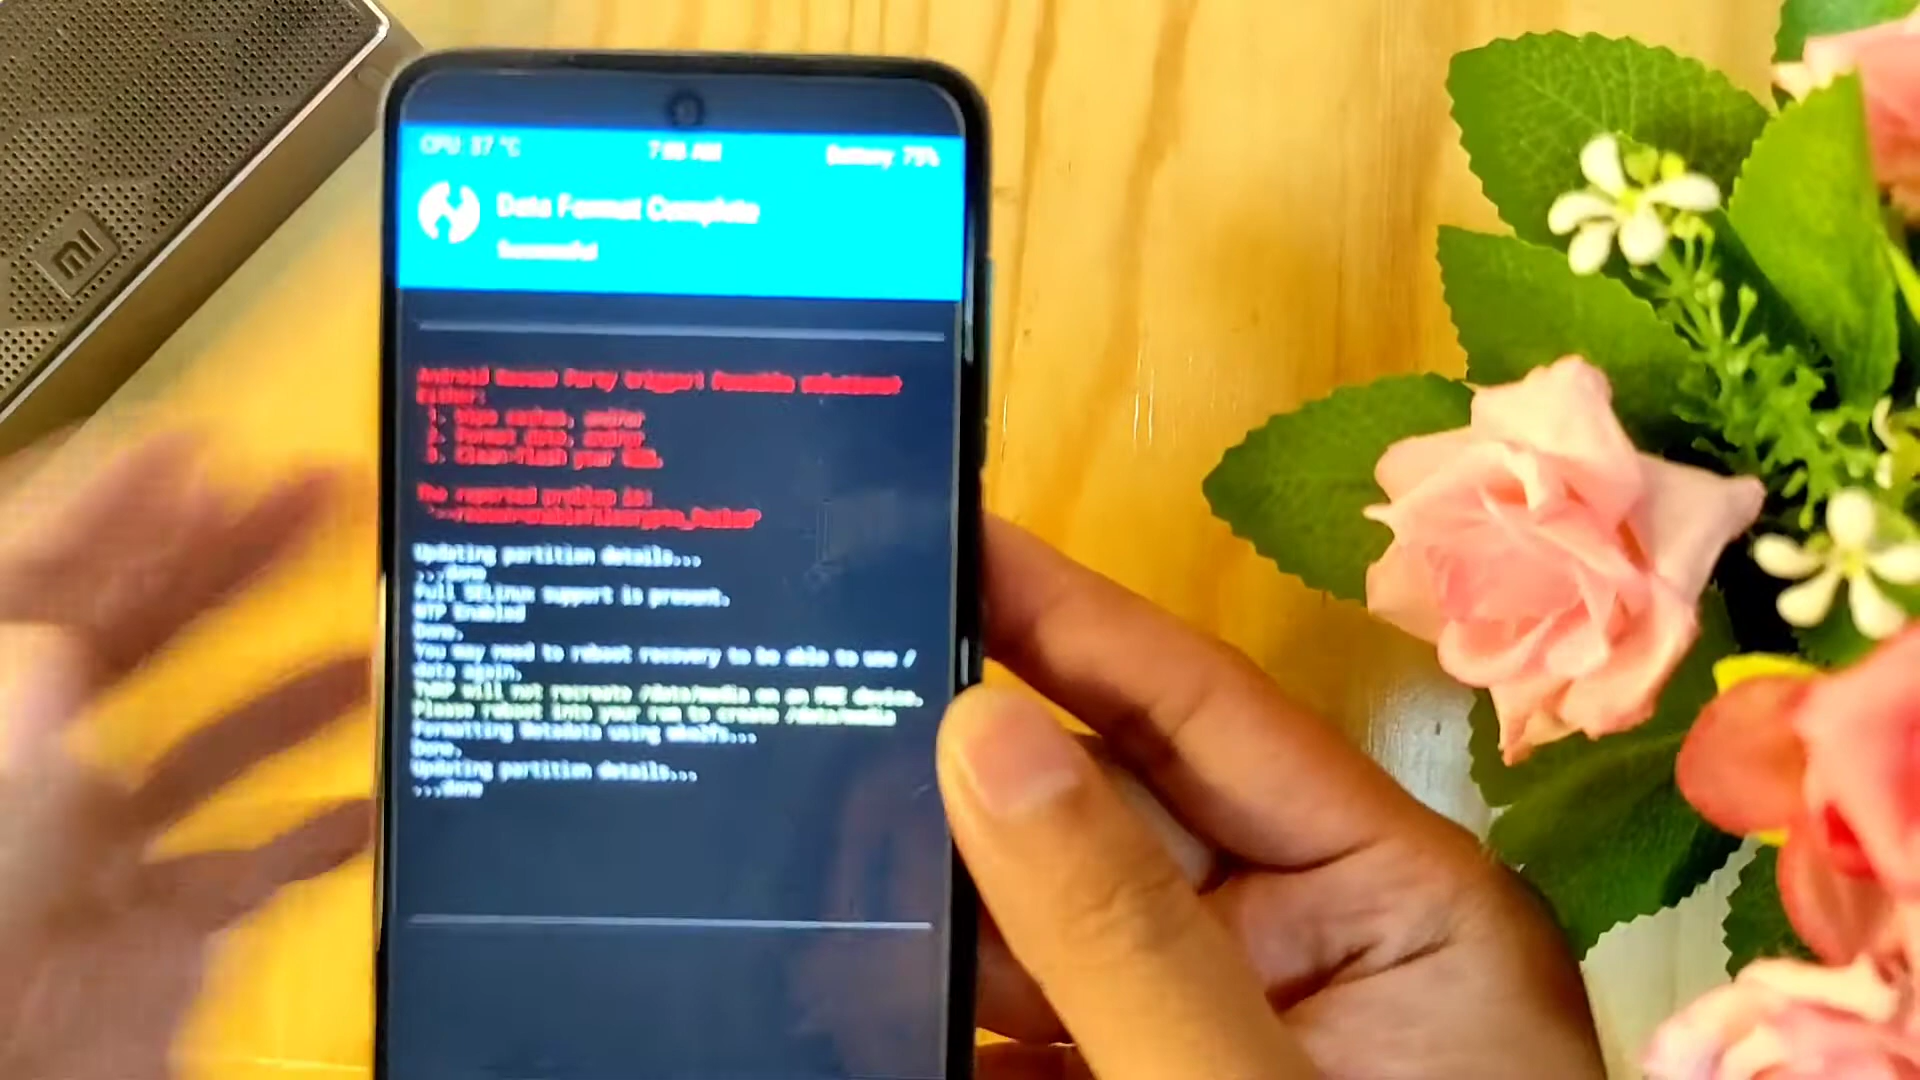 mi
CPU: 37 °C
Battery: 75%
Data Format Complete
Successful
Android Rescue Party trigger! Possible solutions?
Either:
1. Wipe caches, and/or
2. Format data, and/or
3. Clean-flash your ROM.
The reported problem is:
Updating partition details...
...done
Full SELinux support is present.
MTP Enabled
Done.
You may need to reboot recovery to be able to use /
data again.
TWRP will not recreate /data/media on an FBE device.
Please reboot into your rom to create /data/media
Formatting Metadata using mke2fs...
Done.
Updating partition details...
...done